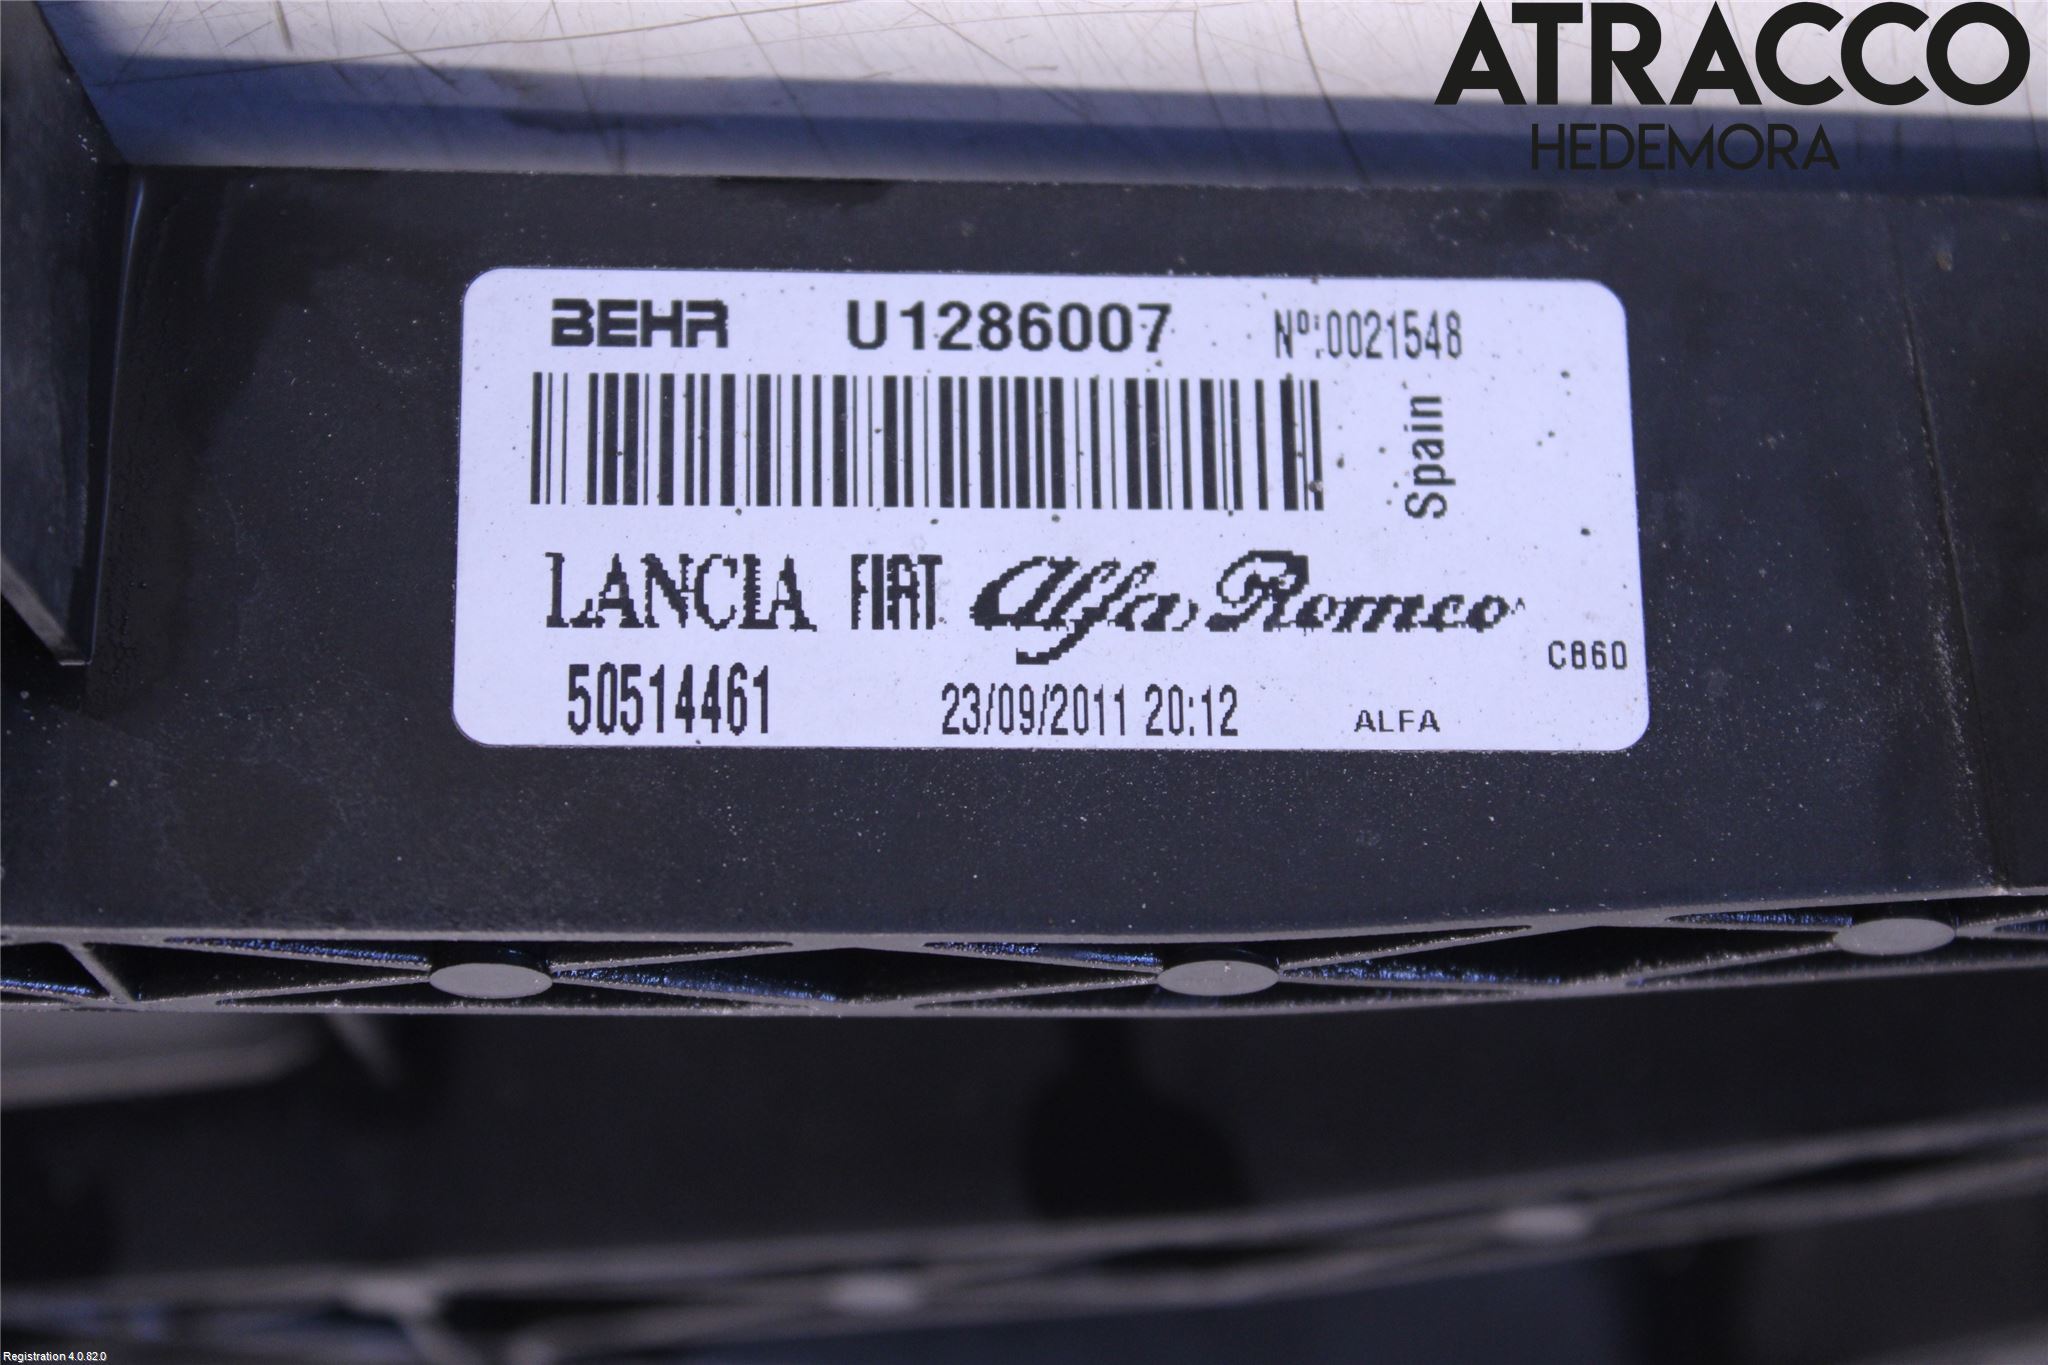 ATRACCO
HEDEMORA
BEHR U1286007 Nº:0021548
Spain
LANCIA FIAT Alfa Romeo
C860
50514461 23/09/2011 20:12 ALFA
Registration 4.0.82.0